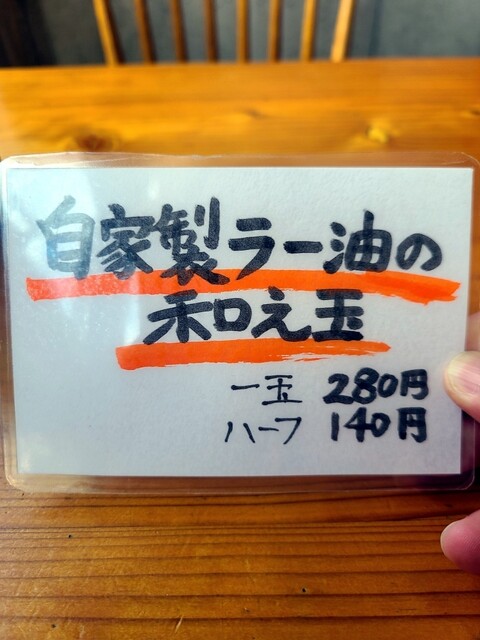 自家製ラー油の
和え玉
一玉 280円
ハーフ 140円